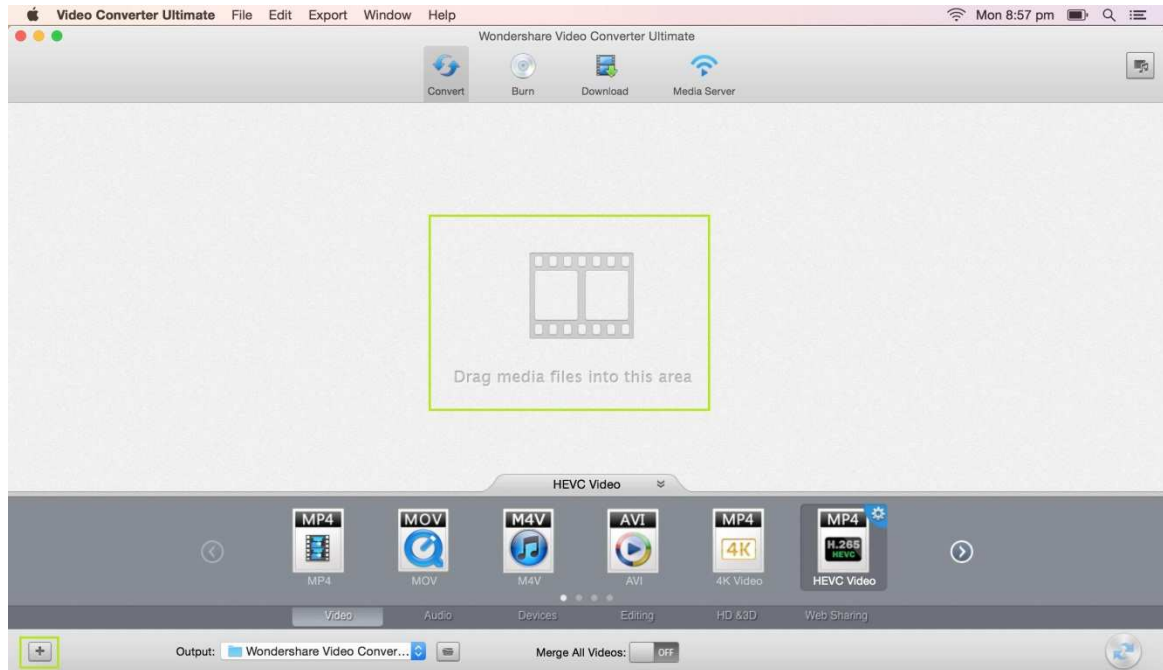 Video Converter Ultimate File Edit Export Window Help Mon 8:57 pm
Wondershare Video Converter Ultimate
Convert Burn Download Media Server
Drag media files into this area
HEVC Video
MP4 MOV M4V AVI MP4 MP4
4K H.265 HEVC
MP4 MOV M4V AVI 4K Video HEVC Video
Video Audio Devices Editing HD &3D Web Sharing
Output: Wondershare Video Conver... Merge All Videos: OFF